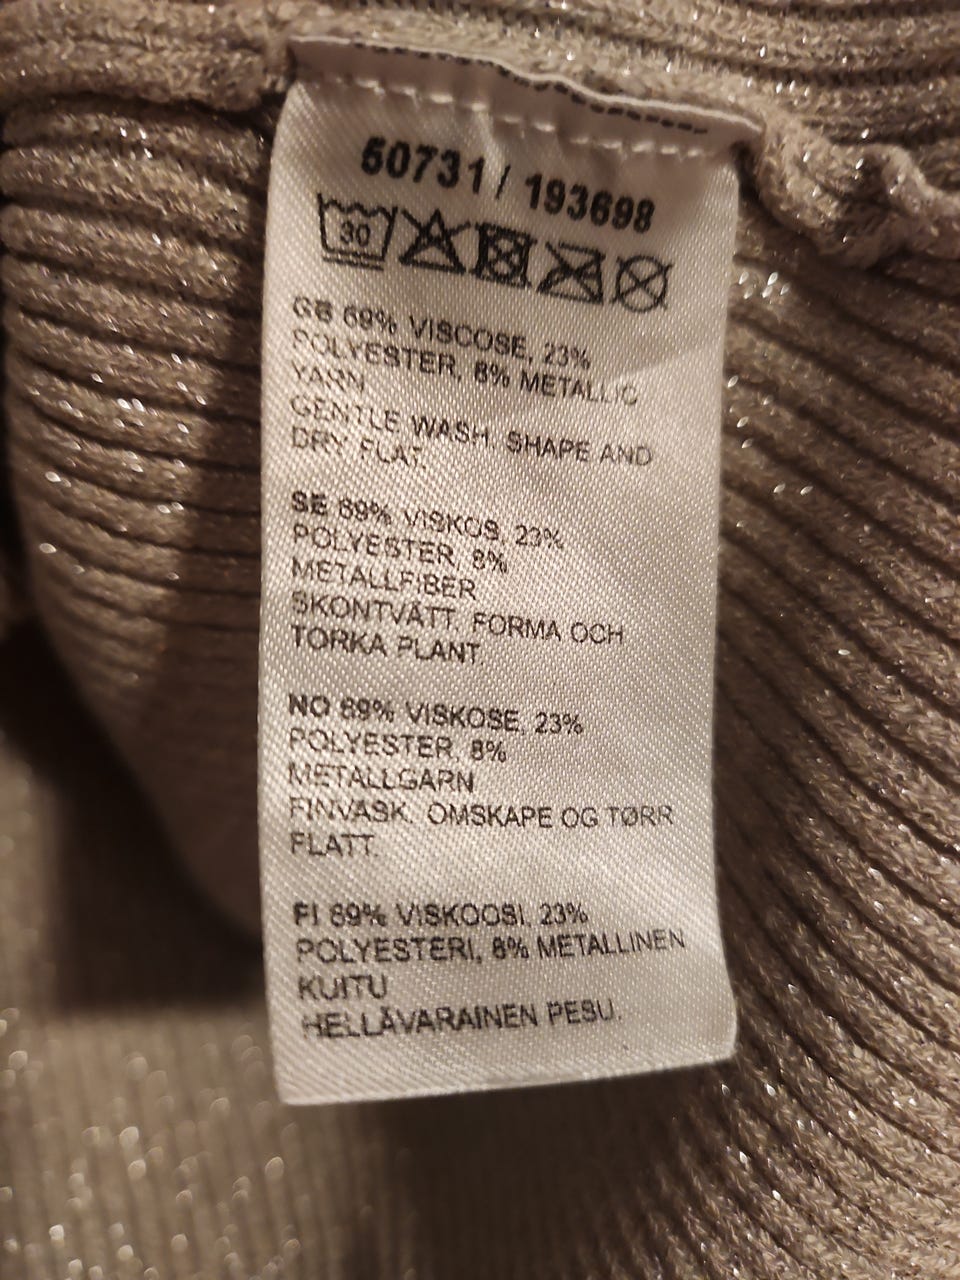 50731 / 193698
30
GB 69% VISCOSE, 23%
POLYESTER, 8% METALLIC
YARN
GENTLE WASH. SHAPE AND
DRY FLAT.
SE 69% VISKOS, 23%
POLYESTER, 8%
METALLFIBER
SKONTVÄTT. FORMA OCH
TORKA PLANT.
NO 69% VISKOSE, 23%
POLYESTER, 8%
METALLGARN
FINVASK. OMSKAPE OG TØRR
FLATT.
FI 69% VISKOOSI, 23%
POLYESTERI, 8% METALLINEN
KUITU
HELLÄVARAINEN PESU.